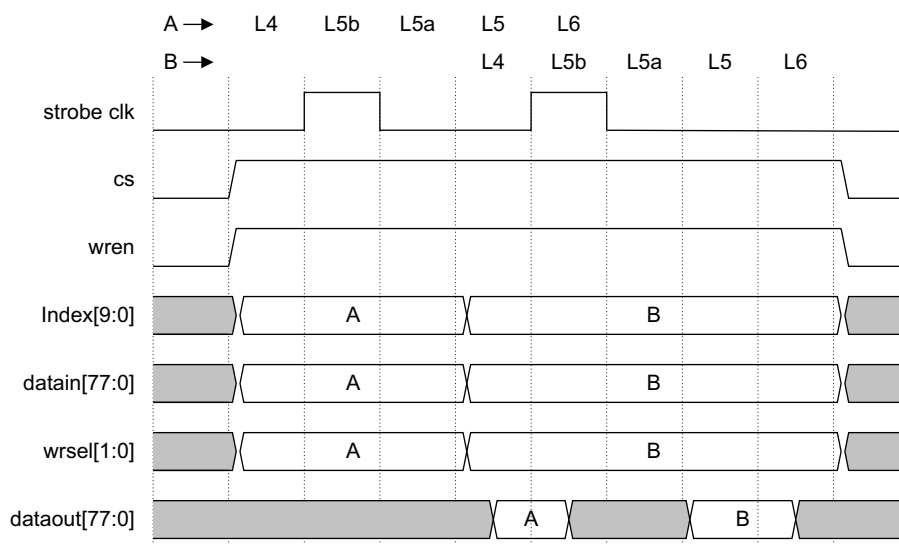 A → L4 L5b L5a L5 L6
B → L4 L5b L5a L5 L6
strobe clk
cs
wren
Index[9:0] A B
datain[77:0] A B
wrsel[1:0] A B
dataout[77:0] A B